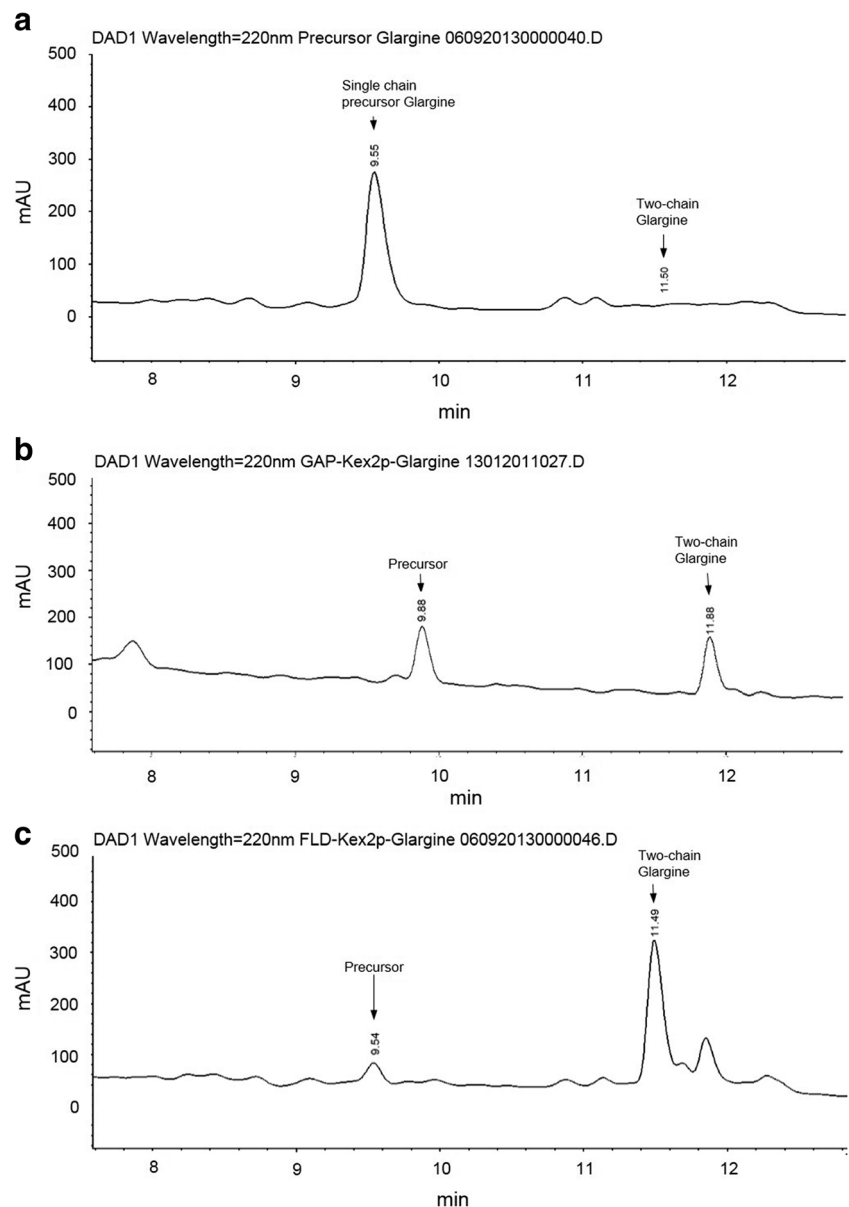 a
DAD1 Wavelength=220nm Precursor Glargine 060920130000040.D
500
400
300
200
100
0
mAU
Single chain
precursor Glargine
9.55
Two-chain
Glargine
11.50
8 9 10 11 12
min
b
DAD1 Wavelength=220nm GAP-Kex2p-Glargine 13012011027.D
500
400
300
200
100
0
mAU
Precursor
9.88
Two-chain
Glargine
11.88
8 9 10 11 12
min
c
DAD1 Wavelength=220nm FLD-Kex2p-Glargine 060920130000046.D
500
400
300
200
100
0
mAU
Precursor
9.54
Two-chain
Glargine
11.49
8 9 10 11 12
min